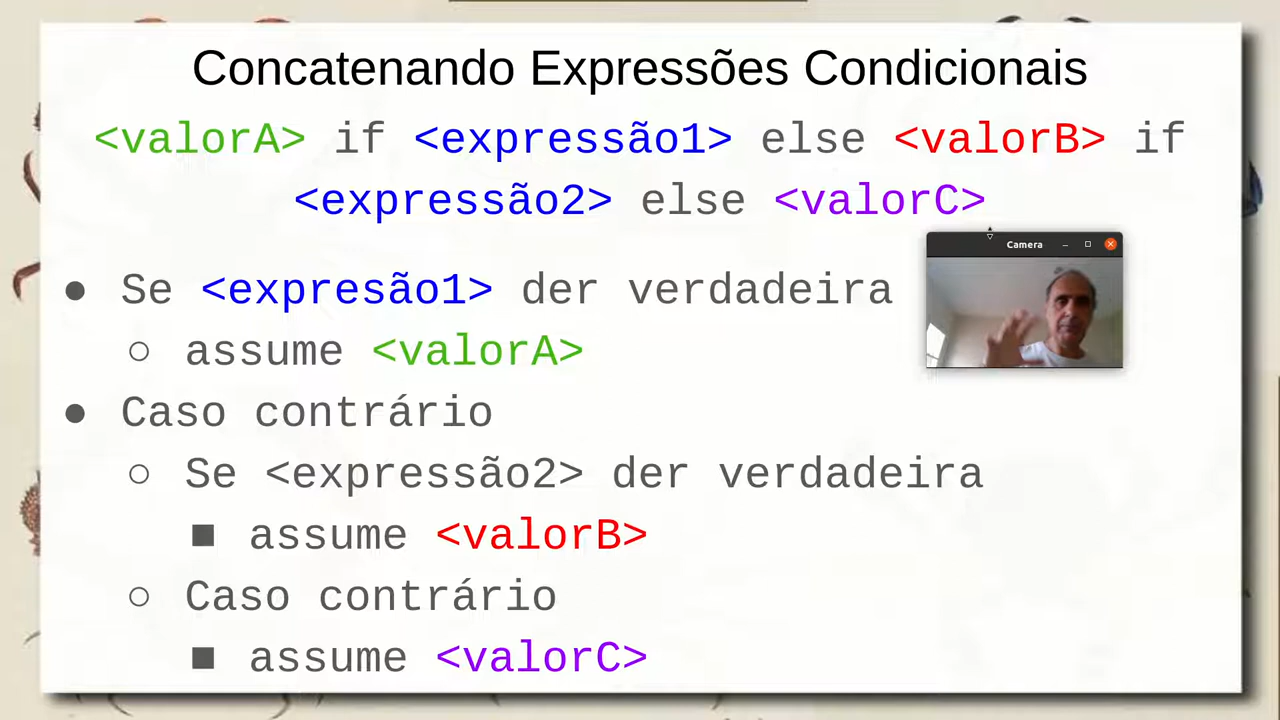 Concatenando Expressões Condicionais
<valorA> if <expressão1> else <valorB> if
<expressão2> else <valorC>
Camera
● Se <expresão1> der verdadeira
○ assume <valorA>
● Caso contrário
○ Se <expressão2> der verdadeira
■ assume <valorB>
○ Caso contrário
■ assume <valorC>